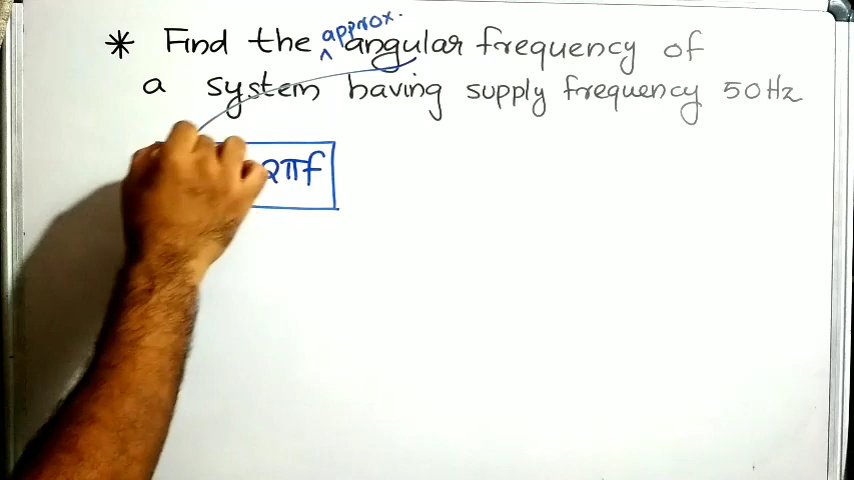 * Find the approx. angular frequency of
a system having supply frequency 50Hz
2πf